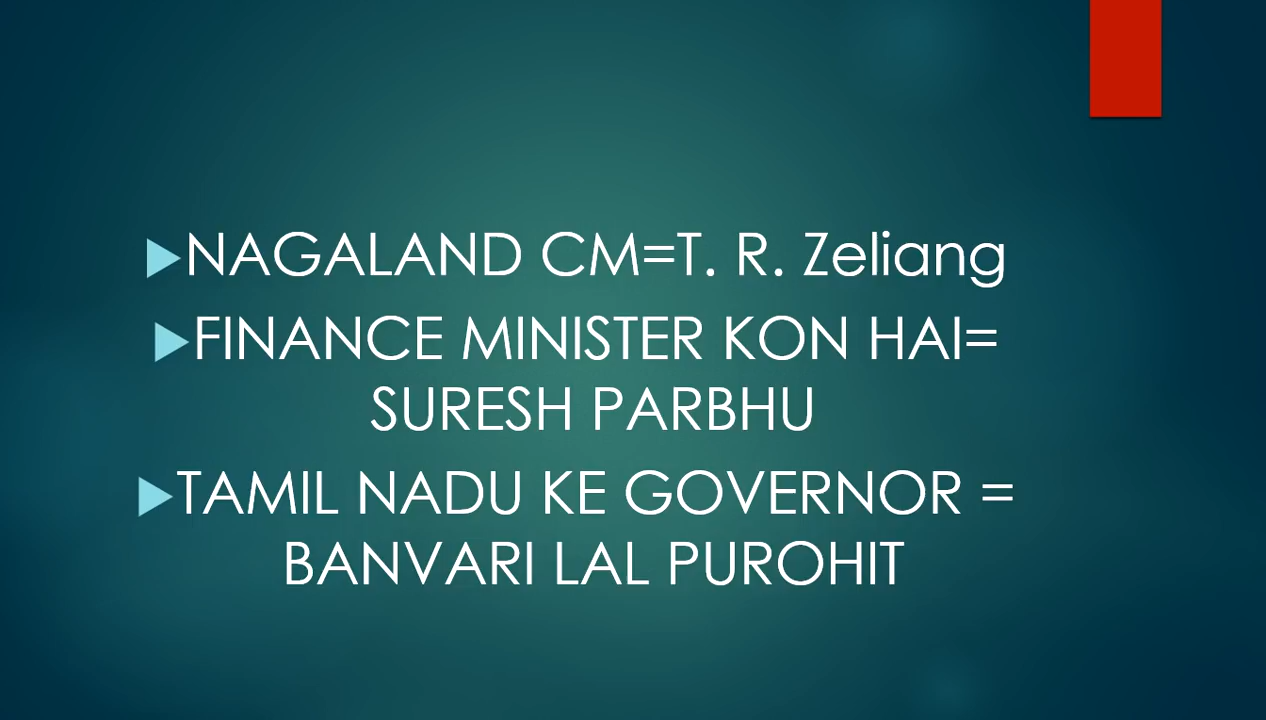 NAGALAND CM=T. R. Zeliang
FINANCE MINISTER KON HAI=
SURESH PARBHU
TAMIL NADU KE GOVERNOR =
BANVARI LAL PUROHIT